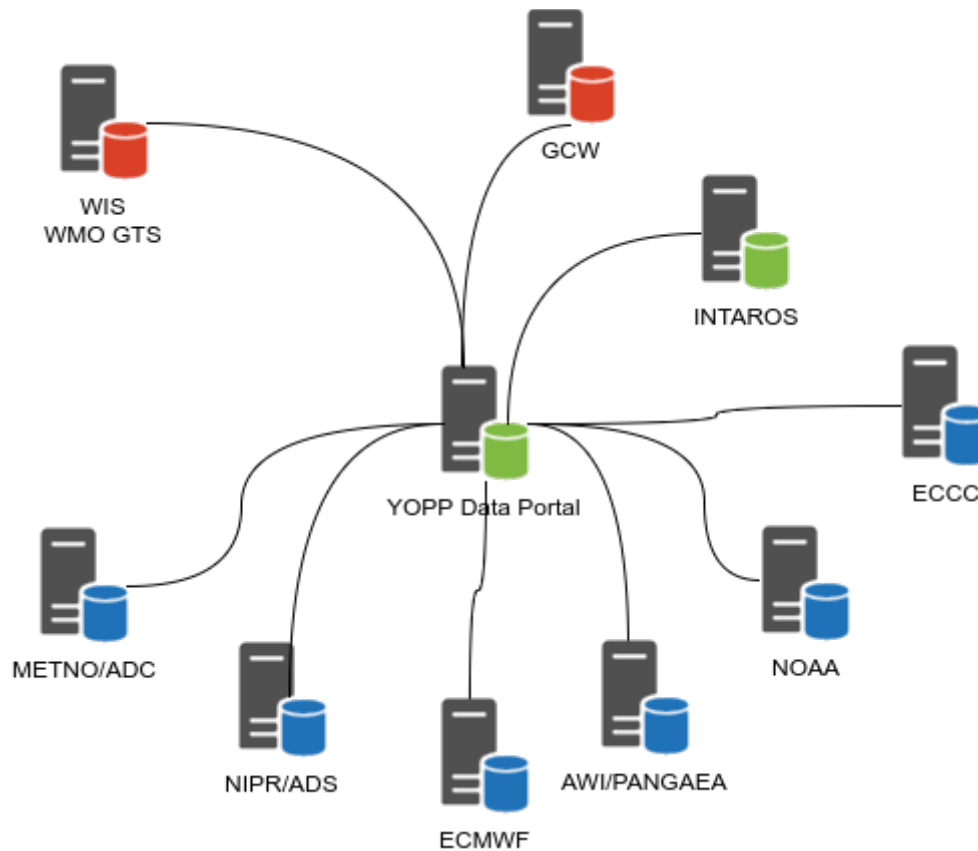 GCW
WIS
WMO GTS
INTAROS
ECCC
YOPP Data Portal
METNO/ADC
NOAA
NIPR/ADS
AWI/PANGAEA
ECMWF